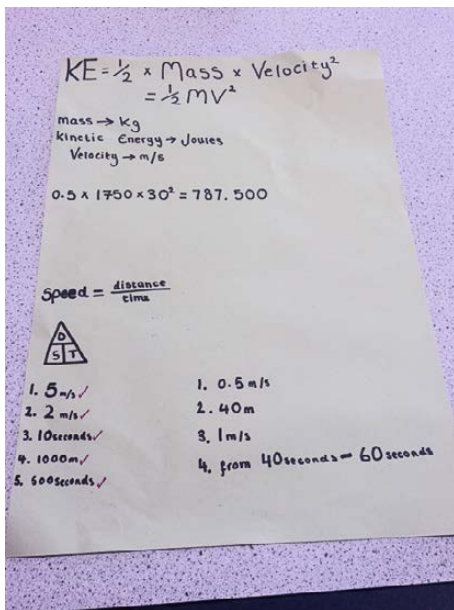 KE = ½ × Mass × Velocity²
= ½ MV²
mass → Kg
kinetic Energy → Joules
Velocity → m/s
0.5 × 1750 × 30² = 787.500
Speed = distance
time
D
S T
1. 5 m/s ✓
2. 2 m/s ✓
3. 10seconds ✓
4. 1000m ✓
5. 600seconds ✓
1. 0.5 m/s
2. 40m
3. 1m/s
4. from 40seconds - 60 seconds